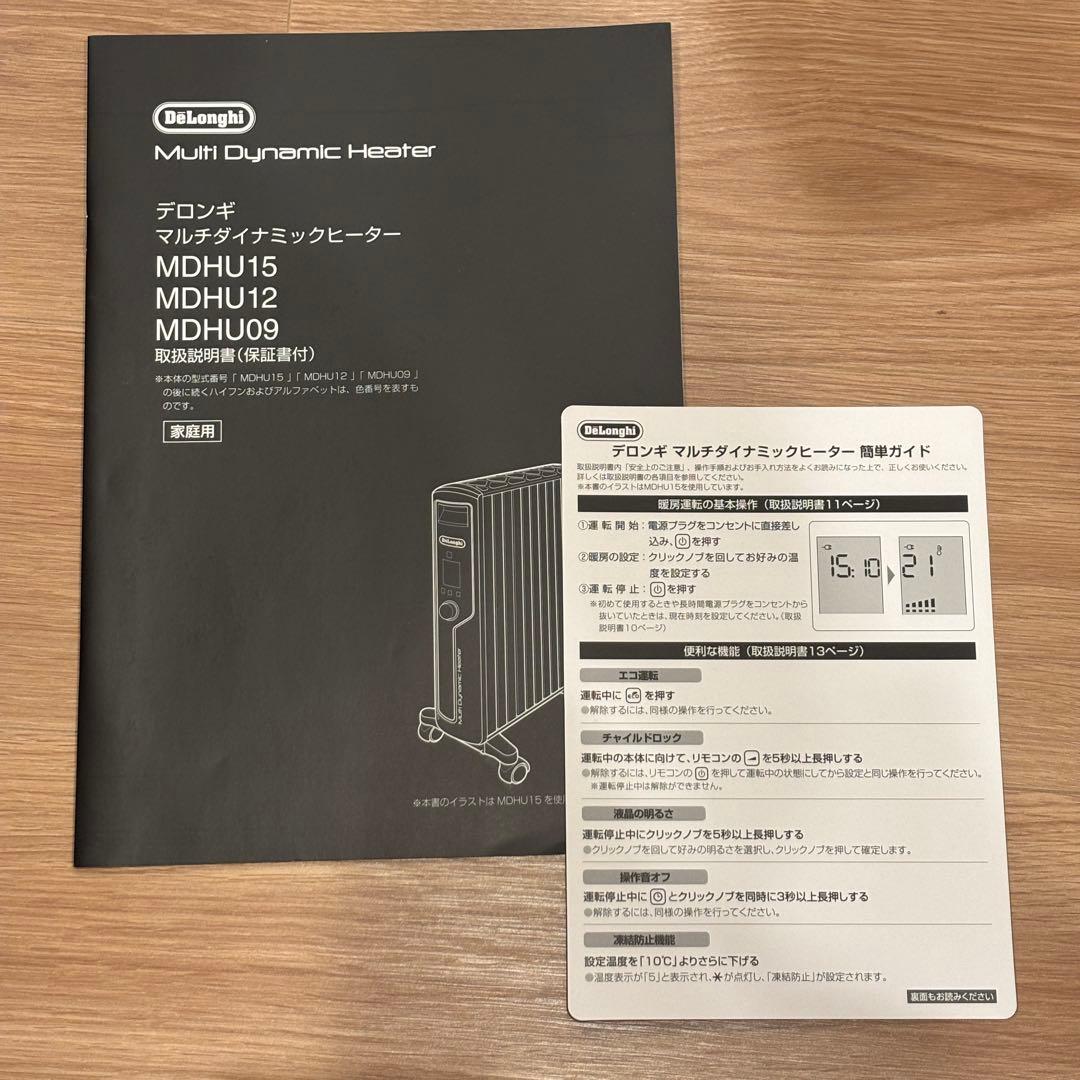 DeLonghi
Multi Dynamic Heater
デロンギ
マルチダイナミックヒーター
MDHU15
MDHU12
MDHU09
取扱説明書(保証書付)
※本体の型式番号「 MDHU15 」「 MDHU12 」「 MDHU09 」
の後に続くハイフンおよびアルファベットは、色番号を表すも
のです。
家庭用
DeLonghi
Multi Dynamic Heater
※本書のイラストは MDHU15 を使
DeLonghi
デロンギ マルチダイナミックヒーター 簡単ガイド
取扱説明書内「安全上のご注意」、操作手順およびお手入れ方法をよくお読みになった上で、正しくお使いください。
詳しくは取扱説明書の各項目を参照してください。
※本書のイラストはMDHU15を使用しています。
暖房運転の基本操作（取扱説明書11ページ）
①運転開始：電源プラグをコンセントに直接差し
込み、を押す
②暖房の設定：クリックノブを回してお好みの温
度を設定する
③運転停止：を押す
※初めて使用するときや長時間電源プラグをコンセントから
抜いていたときは、現在時刻を設定してください。（取扱
説明書10ページ）
15:10
21°
便利な機能（取扱説明書13ページ）
エコ運転
運転中に eco を押す
●解除するには、同様の操作を行ってください。
チャイルドロック
運転中の本体に向けて、リモコンの を5秒以上長押しする
●解除するには、リモコンの を押して運転中の状態にしてから設定と同じ操作を行ってください。
※運転停止中は解除ができません。
液晶の明るさ
運転停止中にクリックノブを5秒以上長押しする
●クリックノブを回して好みの明るさを選択し、クリックノブを押して確定します。
操作音オフ
運転停止中に とクリックノブを同時に3秒以上長押しする
●解除するには、同様の操作を行ってください。
凍結防止機能
設定温度を「10℃」よりさらに下げる
●温度表示が「5」と表示され、が点灯し、「凍結防止」が設定されます。
裏面もお読みください